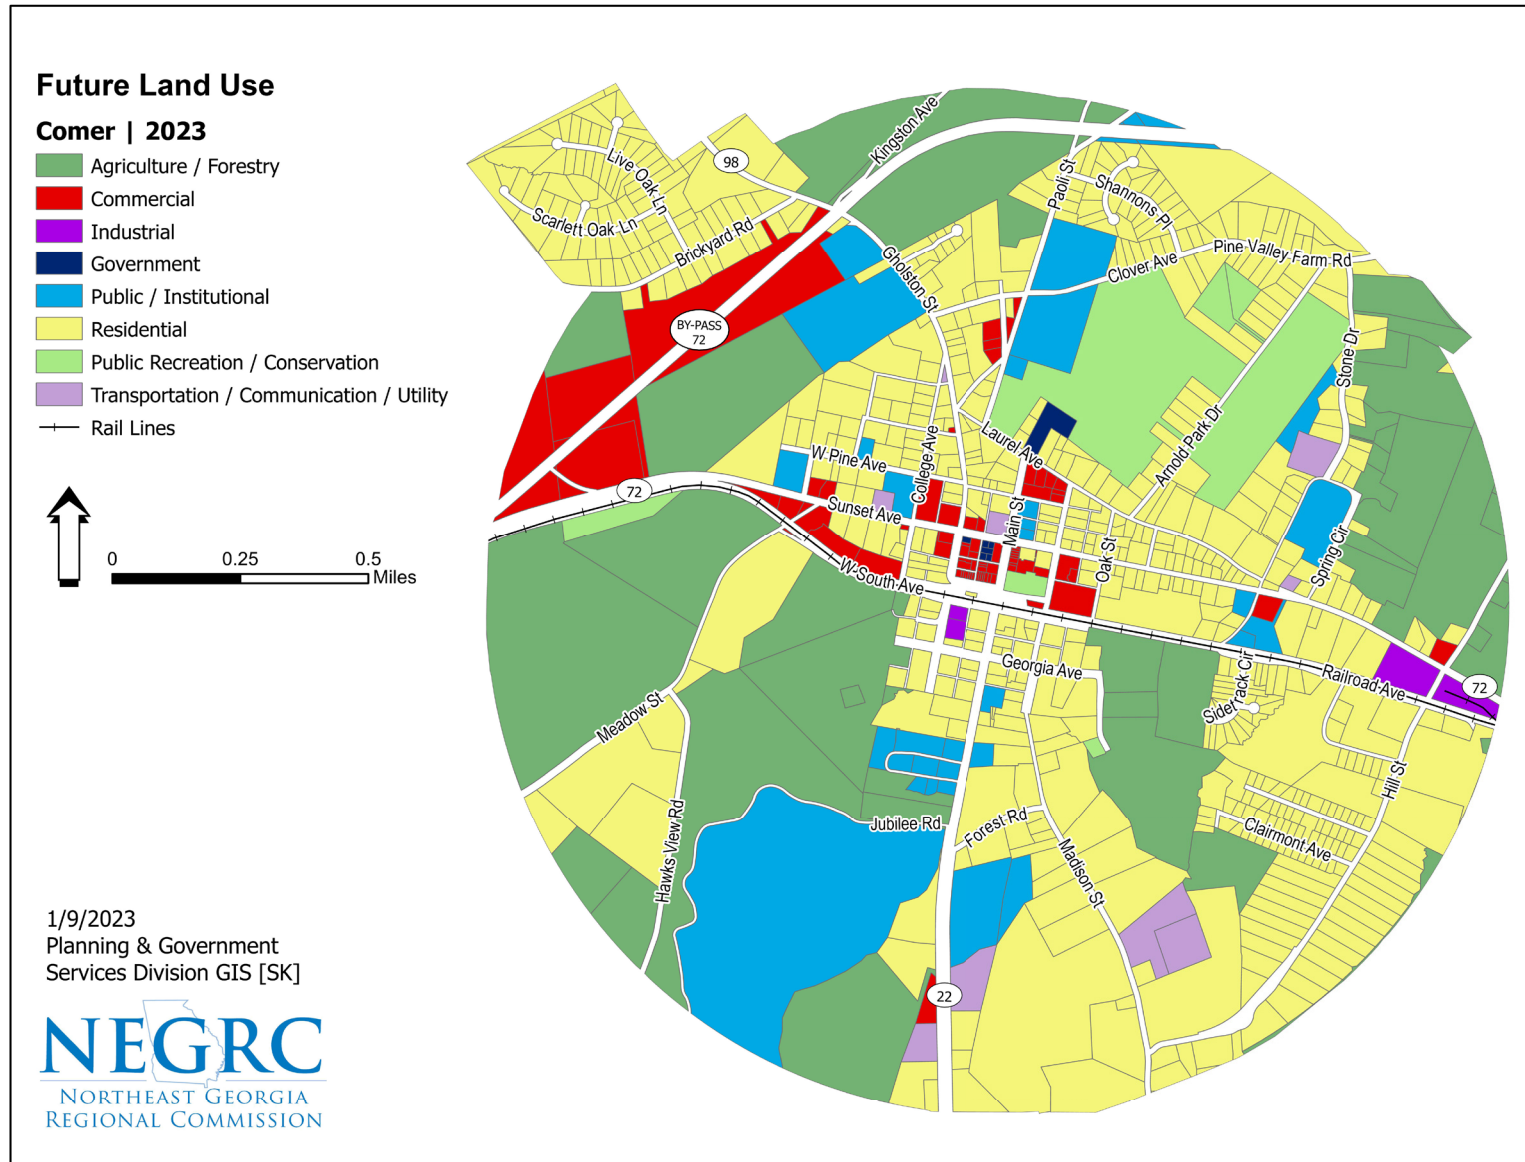 Future Land Use
Comer | 2023
Agriculture / Forestry
Commercial
Industrial
Government
Public / Institutional
Residential
Public Recreation / Conservation
Transportation / Communication / Utility
Rail Lines
0
0.25
0.5
Miles
1/9/2023
Planning & Government
Services Division GIS [SK]
NEGRC
NORTHEAST GEORGIA
REGIONAL COMMISSION
Kingston Ave
98
Live Oak Ln
Scarlett Oak Ln
Brickyard Rd
Gholston St
Paoli St
Shannons Pl
Clover Ave
Pine Valley Farm Rd
BY-PASS
72
Stone Dr
Arnold Park Dr
Laurel Ave
College Ave
W Pine Ave
72
Sunset Ave
Main St
Oak St
Spring Cir
W South Ave
Georgia Ave
Sidetrack Cir
Railroad Ave
72
Meadow St
Hill St
Hawks View Rd
Jubilee Rd
Forest Rd
Madison St
Clairmont Ave
22